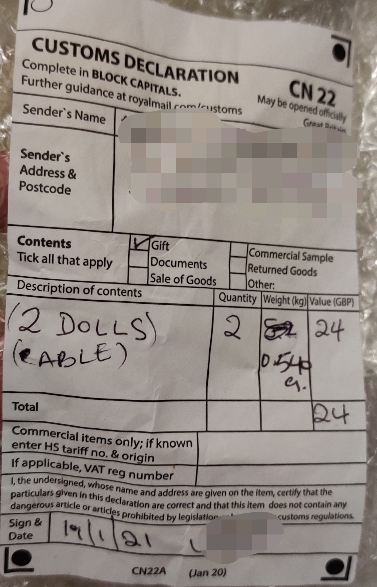 CUSTOMS DECLARATION
CN 22
Complete in BLOCK CAPITALS.
May be opened officially
Further guidance at royalmail.com/customs
Great Britain
Sender`s Name
Sender`s
Address &
Postcode
Contents
Tick all that apply
Gift
Documents
Sale of Goods
Commercial Sample
Returned Goods
Other:
Description of contents Quantity Weight (kg) Value (GBP)
(2 DOLLS) 2 24
(CABLE) 0.54
Total 24
Commercial items only; if known
enter HS tariff no. & origin
If applicable, VAT reg number
I, the undersigned, whose name and address are given on the item, certify that the
particulars given in this declaration are correct and that this item does not contain any
dangerous article or articles prohibited by legislation customs regulations.
Sign &
Date 19/1/21
CN22A (Jan 20)